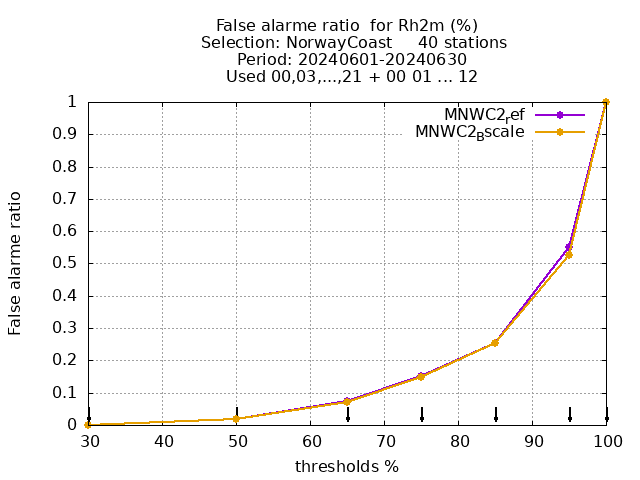 False alarme ratio  for Rh2m (%)
Selection: NorwayCoast     40 stations
Period: 20240601-20240630
Used 00,03,...,21 + 00 01 ... 12
MNWC2ref
MNWC2Bscale
False alarme ratio
1
0.9
0.8
0.7
0.6
0.5
0.4
0.3
0.2
0.1
0
30 40 50 60 70 80 90 100
thresholds %